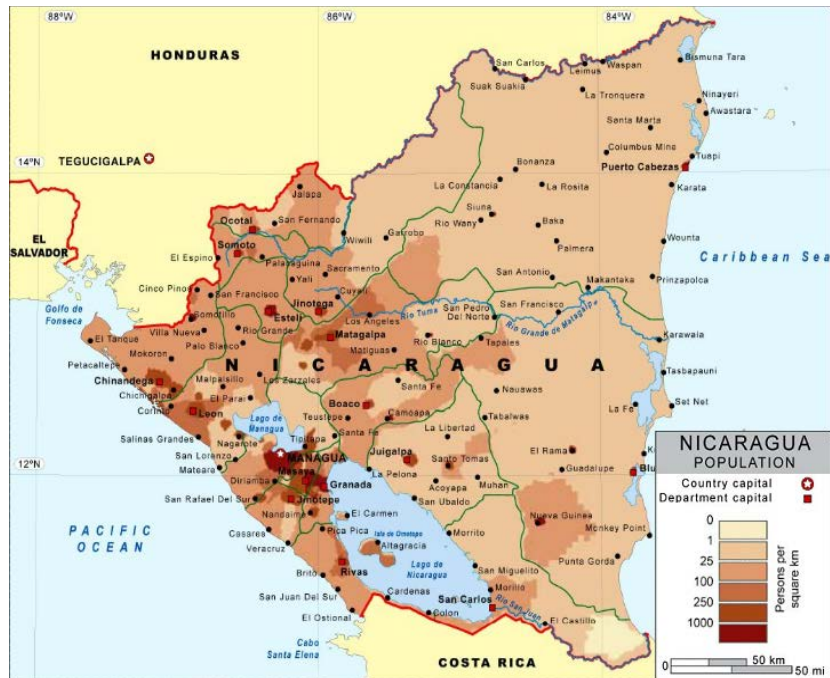 88ºW
86ºW
84ºW
HONDURAS
San Carlos
Leimus
Waspan
Bismuna Tara
Suak Suakia
La Tronquera
Ninayeri
Awastara
Santa Marta
14ºN
TEGUCIGALPA
Columbus Mine
Tuapi
Bonanza
Puerto Cabezas
Jalapa
La Constancia
La Rosita
Karata
Ocotal
San Fernando
Siuna
Rio Wany
Baka
Wiwili
Garrobo
EL
SALVADOR
Somoto
El Espino
Palacaguina
Palmera
Wounta
Caribbean Sea
Yali
Sacramento
San Antonio
Makantaka
Prinzapolca
Cinco Pinos
San Francisco
Cuyali
Golfo de
Fonseca
Somotillo
Esteli
Jinotega
Los Angeles
Rio Tuma
San Pedro
Del Norte
San Francisco
Rio Grande de Matagalpa
Villa Nueva
Rio Grande
El Tanque
Palo Blanco
Matagalpa
Rio Blanco
Tapales
Karawala
Mokoron
Matiguas
Petacaltepe
NICARAGUA
Tasbapauni
Chinandega
Malpaisillo
Los Zarzales
Santa Fe
Nauawas
Chichigalpa
El Parai
Boaco
La Fe
Set Net
Corinto
Leon
Lago de
Managua
Teustepe
Camoapa
Tabalwas
Salinas Grandes
Nagarote
Tipitapa
Santa Fe
La Libertad
San Lorenzo
MANAGUA
Juigalpa
Santo Tomas
El Rama
12ºN
Mateare
Masaya
La Pelona
Guadalupe
Blu
Diriamba
Granada
Acoyapa
Muhan
San Rafael Del Sur
Jinotepe
San Ubaldo
Nandaime
El Carmen
Nueva Guinea
PACIFIC
OCEAN
Casares
Pica Pica
Isla de Ometepe
Morrito
Monkey Point
Veracruz
Altagracia
Lago de
Nicaragua
Punta Gorda
Brito
Rivas
San Miguelito
San Juan Del Sur
Cardenas
San Carlos
Morillo
Rio San Juan
El Ostional
Colon
El Castillo
Cabo
Santa Elena
COSTA RICA
NICARAGUA
POPULATION
Country capital
Department capital
0
1
25
100
250
1000
Persons per
square km
0
50 km
50 mi